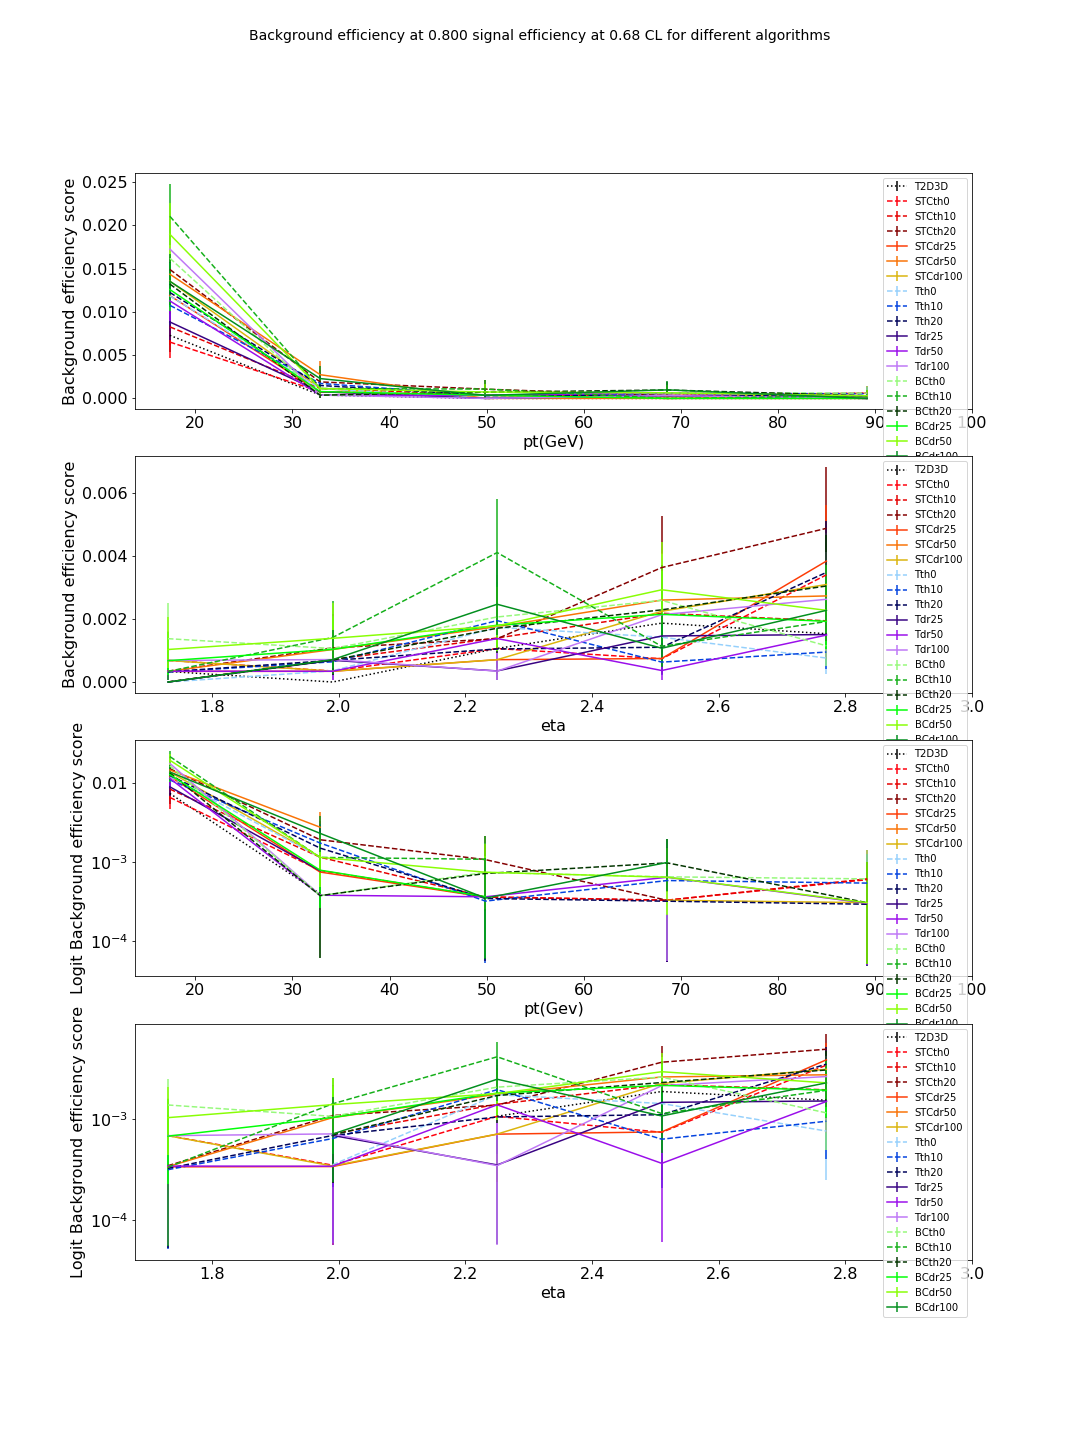 Background efficiency at 0.800 signal efficiency at 0.68 CL for different algorithms
Background efficiency score
0.025
0.020
0.015
0.010
0.005
0.000
20 30 40 50 60 70 80 90 100
pt(GeV)
T2D3D
STCth0
STCth10
STCth20
STCdr25
STCdr50
STCdr100
Tth0
Tth10
Tth20
Tdr25
Tdr50
Tdr100
BCth0
BCth10
BCth20
BCdr25
BCdr50
BCdr100
Background efficiency score
0.006
0.004
0.002
0.000
1.8 2.0 2.2 2.4 2.6 2.8 3.0
eta
T2D3D
STCth0
STCth10
STCth20
STCdr25
STCdr50
STCdr100
Tth0
Tth10
Tth20
Tdr25
Tdr50
Tdr100
BCth0
BCth10
BCth20
BCdr25
BCdr50
BCdr100
Logit Background efficiency score
0.01
10⁻³
10⁻⁴
20 30 40 50 60 70 80 90 100
pt(Gev)
T2D3D
STCth0
STCth10
STCth20
STCdr25
STCdr50
STCdr100
Tth0
Tth10
Tth20
Tdr25
Tdr50
Tdr100
BCth0
BCth10
BCth20
BCdr25
BCdr50
BCdr100
Logit Background efficiency score
10⁻³
10⁻⁴
1.8 2.0 2.2 2.4 2.6 2.8 3.0
eta
T2D3D
STCth0
STCth10
STCth20
STCdr25
STCdr50
STCdr100
Tth0
Tth10
Tth20
Tdr25
Tdr50
Tdr100
BCth0
BCth10
BCth20
BCdr25
BCdr50
BCdr100